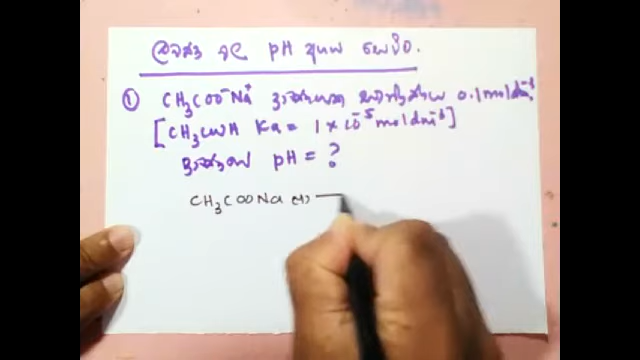 ලවණ වල pH අගය සෙවීම.
① CH₃COO⁻Na⁺ ද්‍රාවණයක සාන්ද්‍රණය 0.1 mol dm⁻³.
[CH₃COOH Ka = 1 × 10⁻⁵ mol dm⁻³]
ද්‍රාවණයේ pH = ?
CH₃COONa